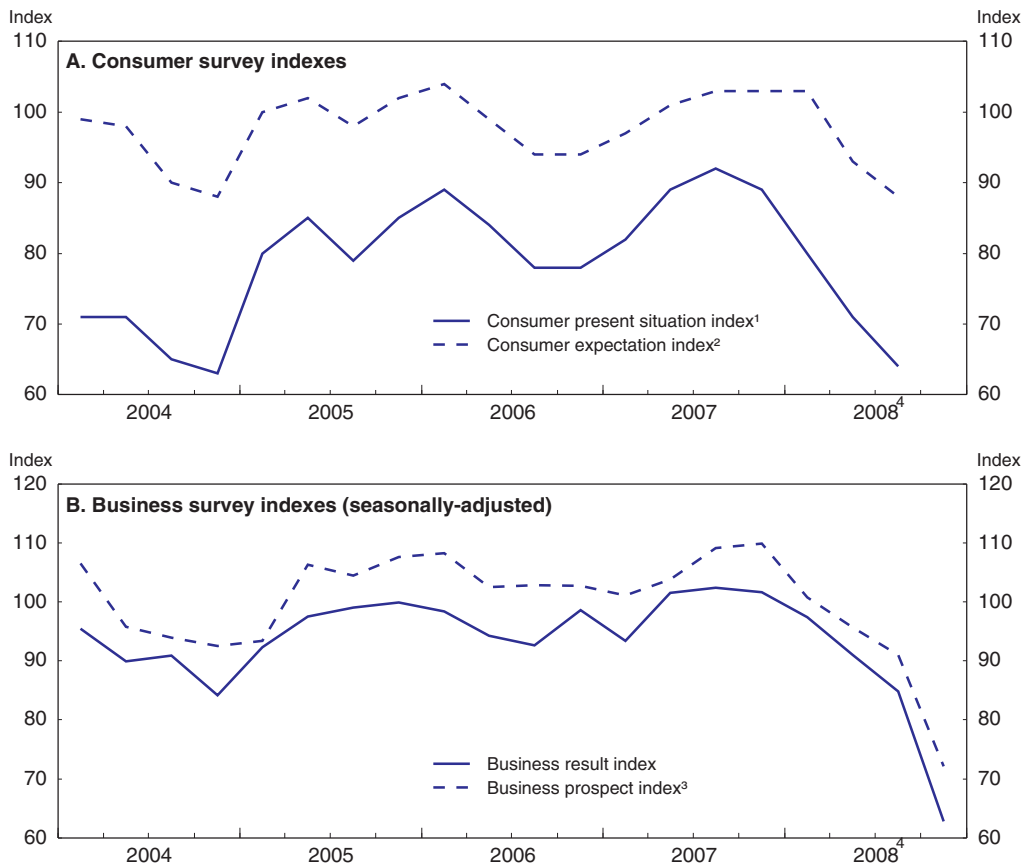 Index Index
110 110
A. Consumer survey indexes
100 100
90 90
80 80
70 70
Consumer present situation index¹
Consumer expectation index²
60 60
2004 2005 2006 2007 2008⁴
Index Index
120 120
B. Business survey indexes (seasonally-adjusted)
110 110
100 100
90 90
80 80
70 70
Business result index
Business prospect index³
60 60
2004 2005 2006 2007 2008⁴